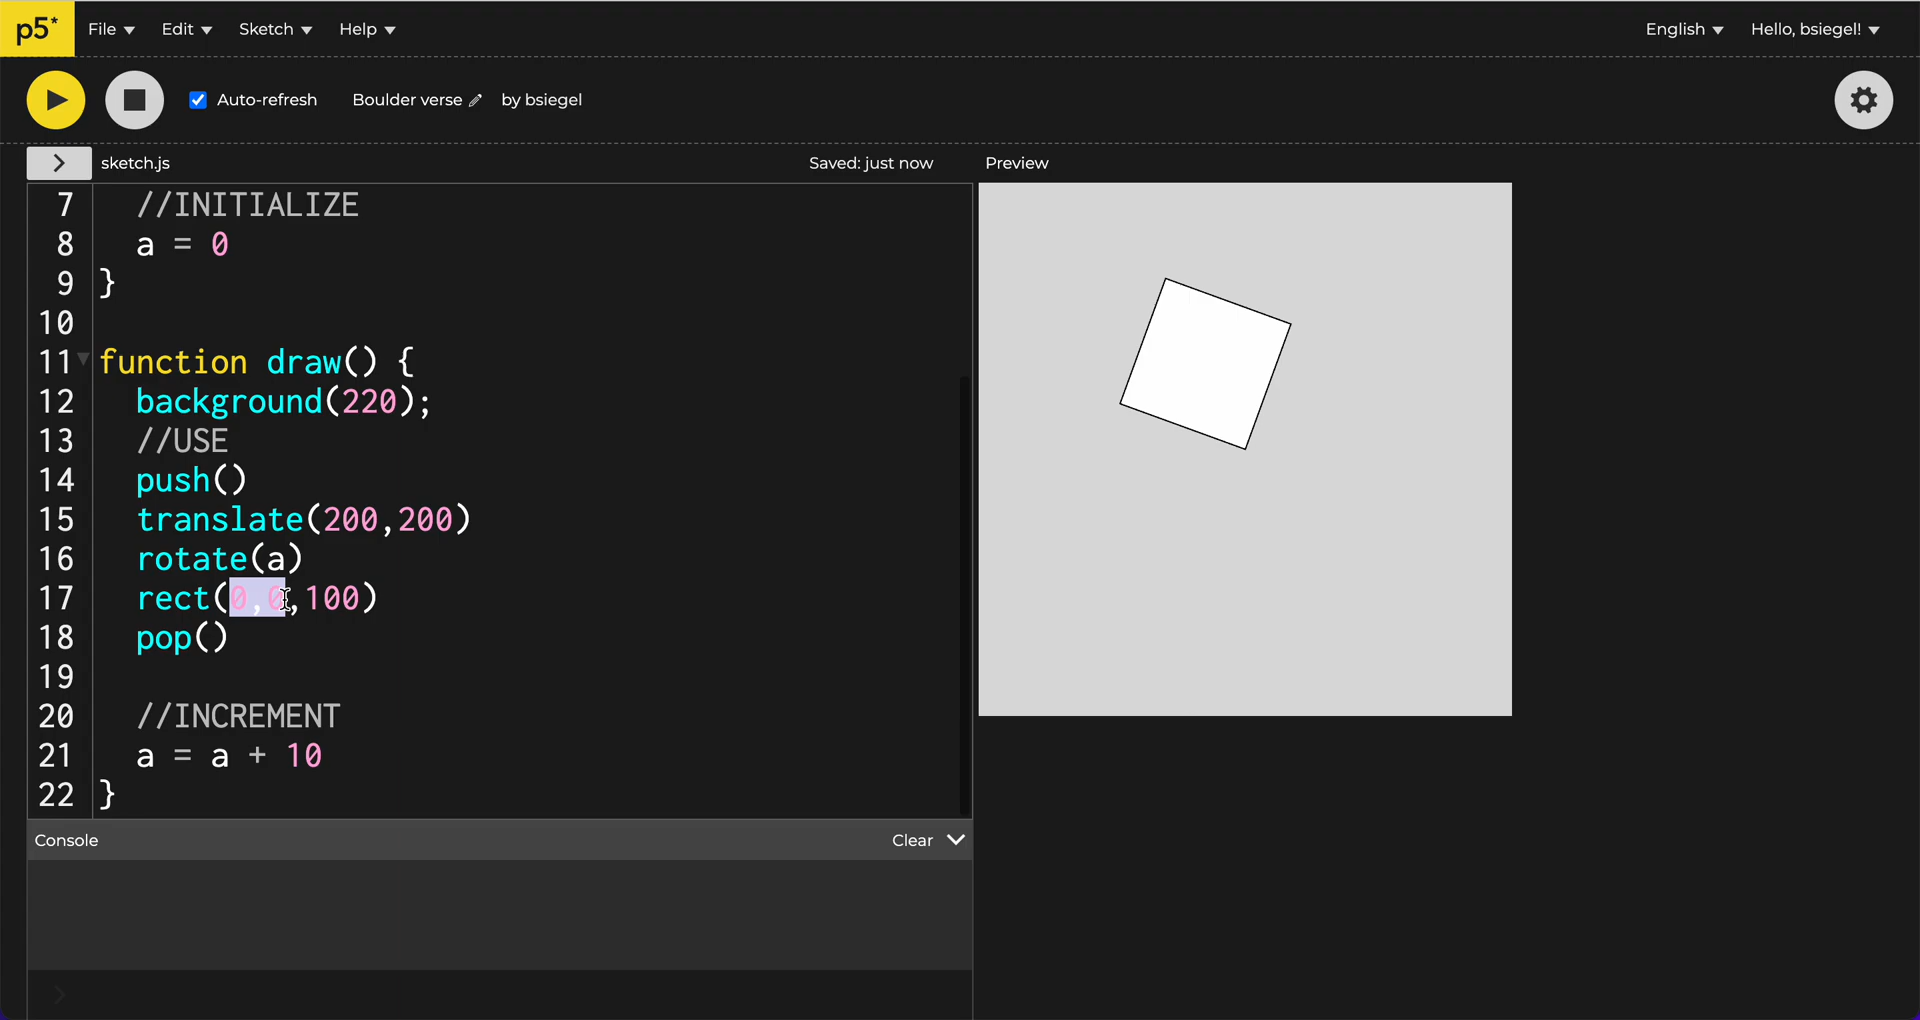 p5* File Edit Sketch Help English Hello, bsiegel!
Auto-refresh Boulder verse by bsiegel
> sketch.js Saved: just now Preview
7 //INITIALIZE
8 a = 0
9 }
10
11 function draw() {
12 background(220);
13 //USE
14 push()
15 translate(200,200)
16 rotate(a)
17 rect(0,0,100)
18 pop()
19
20 //INCREMENT
21 a = a + 10
22 }
Console Clear
>